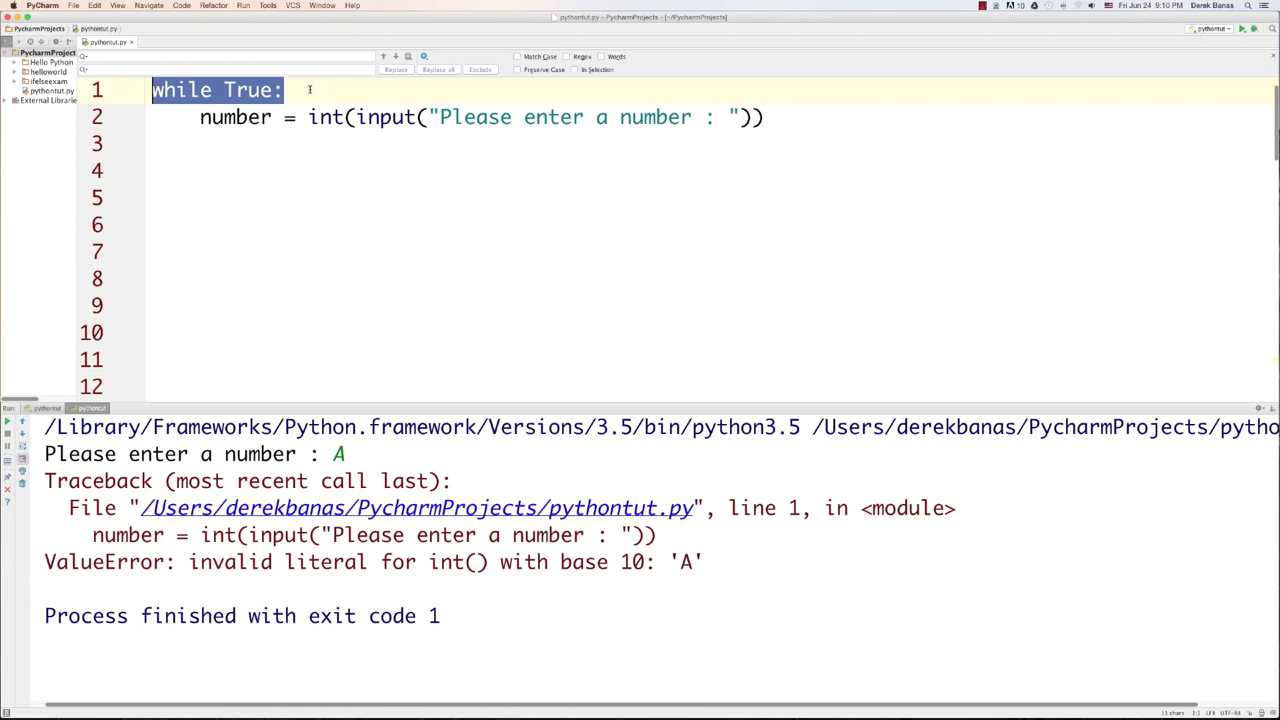 PyCharm File Edit View Navigate Code Refactor Run Tools VCS Window Help
10 Fri Jun 24 9:10 PM Derek Banas
pythontut.py - PycharmProjects - [~/PycharmProjects]
PycharmProjects pythontut.py pythontut
pythontut.py
PycharmProject
Hello Python
helloworld
ifelseexam
pythontut.py
External Librarie
Match Case Regex Words
Replace Replace all Exclude Preserve Case In Selection
1 while True:
2 number = int(input("Please enter a number : "))
3
4
5
6
7
8
9
10
11
12
Run: pythontut pythontut
/Library/Frameworks/Python.framework/Versions/3.5/bin/python3.5 /Users/derekbanas/PycharmProjects/pytho
Please enter a number : A
Traceback (most recent call last):
File "/Users/derekbanas/PycharmProjects/pythontut.py", line 1, in <module>
number = int(input("Please enter a number : "))
ValueError: invalid literal for int() with base 10: 'A'
Process finished with exit code 1
11 chars 1:1 LF÷ UTF-8÷